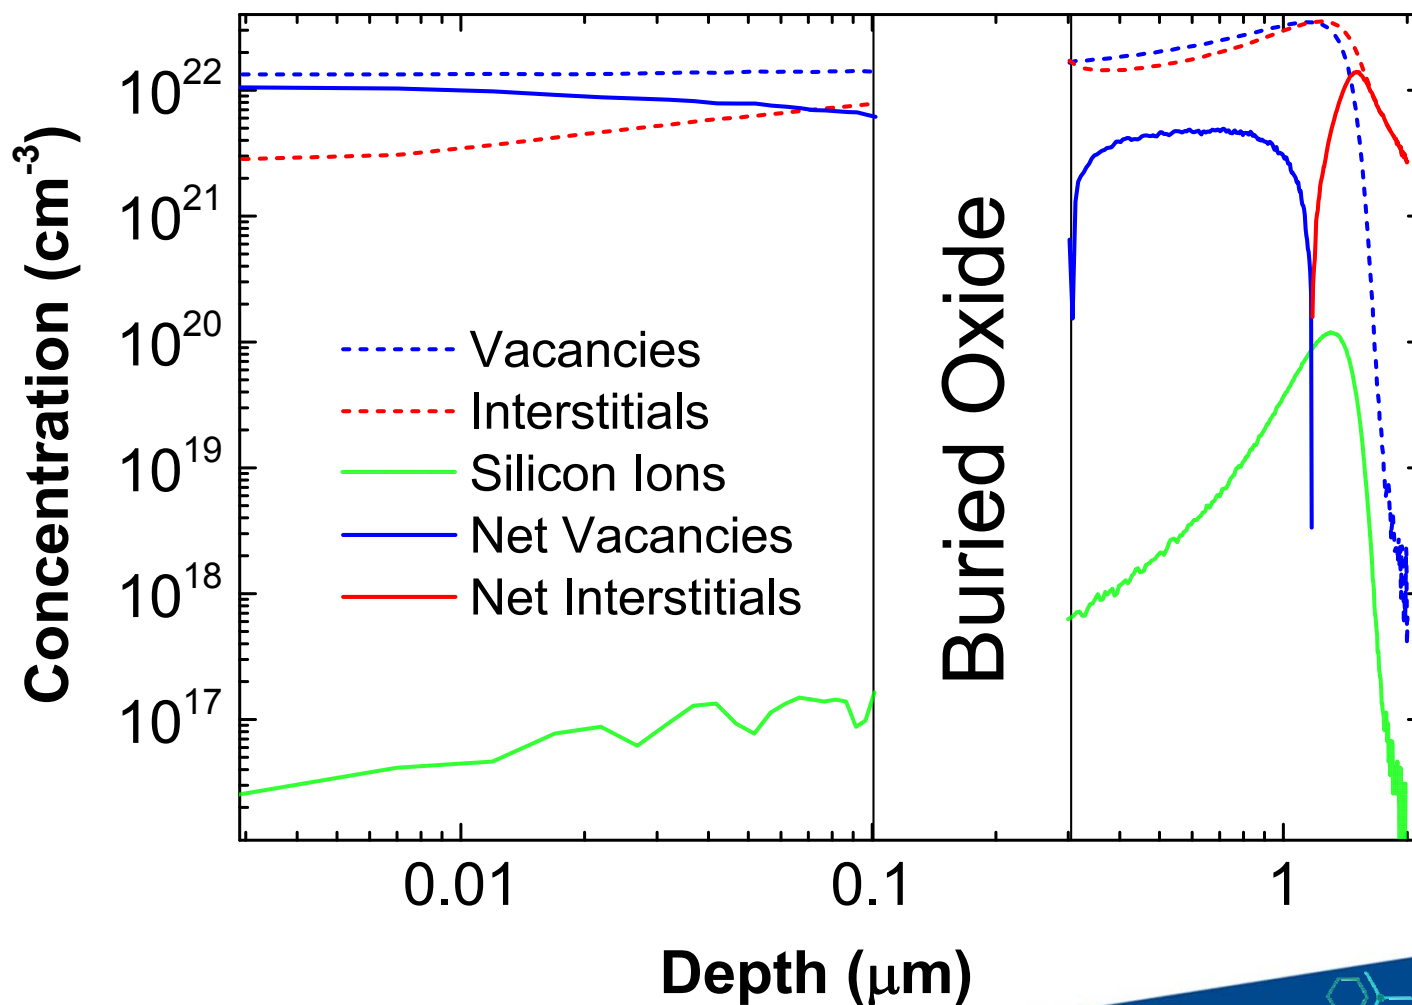 10^22
10^21
10^20
10^19
10^18
10^17
Concentration (cm^-3)
Vacancies
Interstitials
Silicon Ions
Net Vacancies
Net Interstitials
Buried Oxide
0.01
0.1
1
Depth (μm)